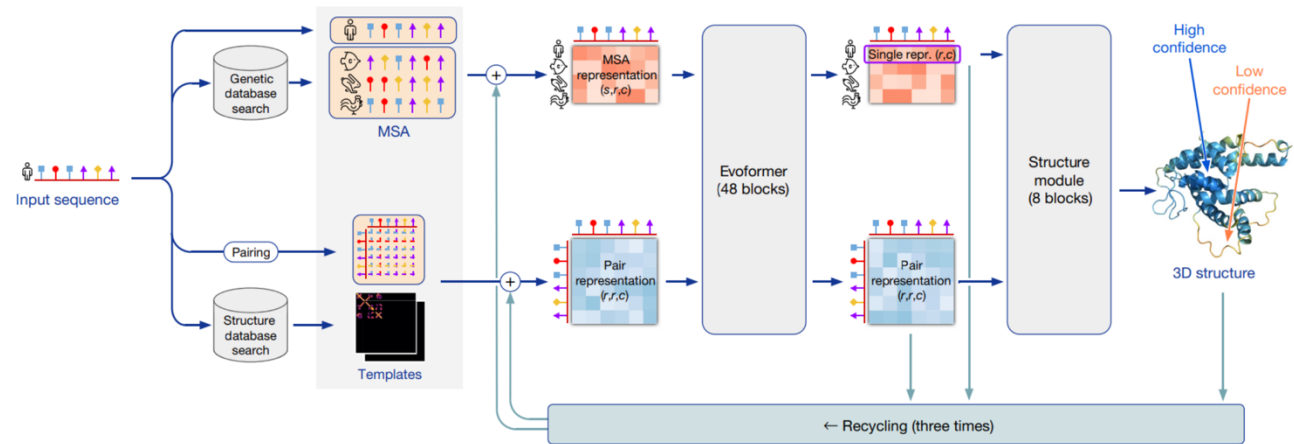 Input sequence
Genetic
database
search
Pairing
Structure
database
search
MSA
Templates
+
+
MSA
representation
(s,r,c)
Pair
representation
(r,r,c)
Evoformer
(48 blocks)
Single repr. (r,c)
Pair
representation
(r,r,c)
Structure
module
(8 blocks)
High
confidence
Low
confidence
3D structure
← Recycling (three times)